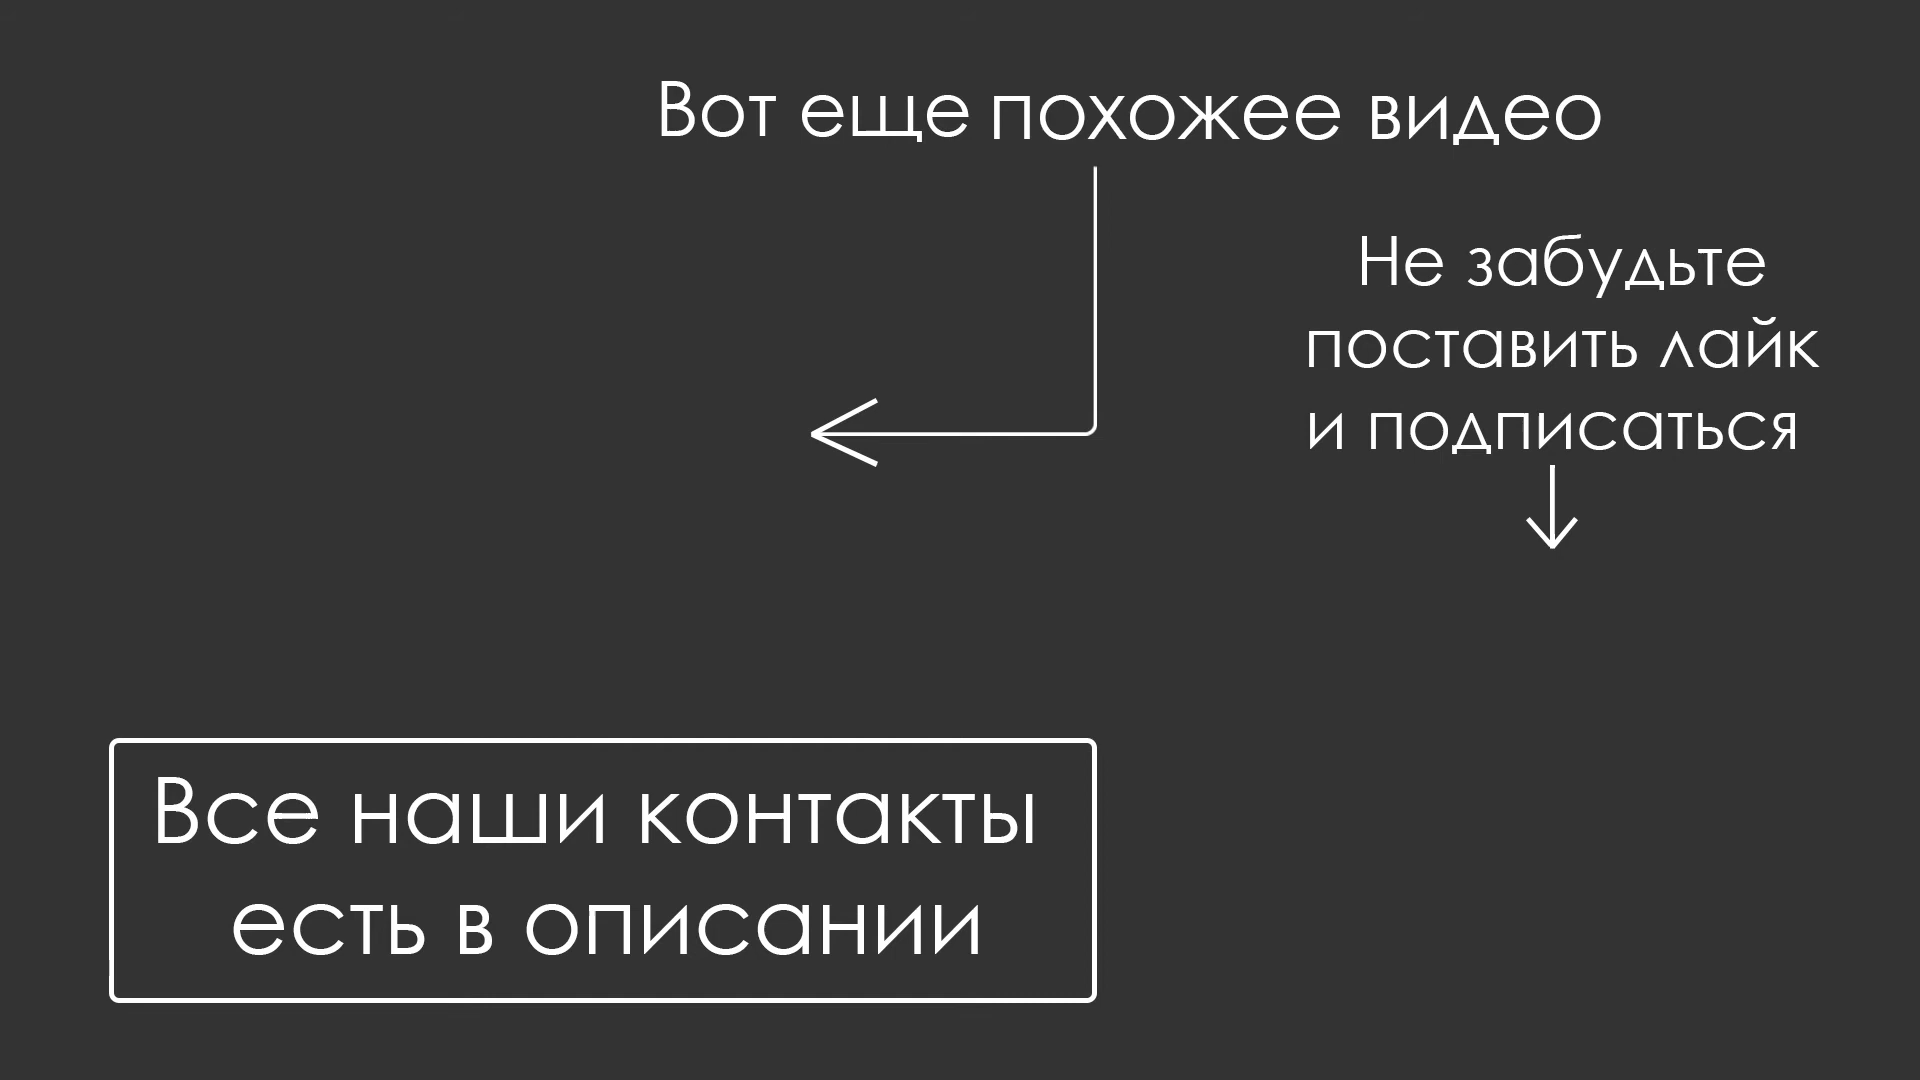 Вот еще похожее видео
Не забудьте
поставить лайк
и подписаться
Все наши контакты
есть в описании